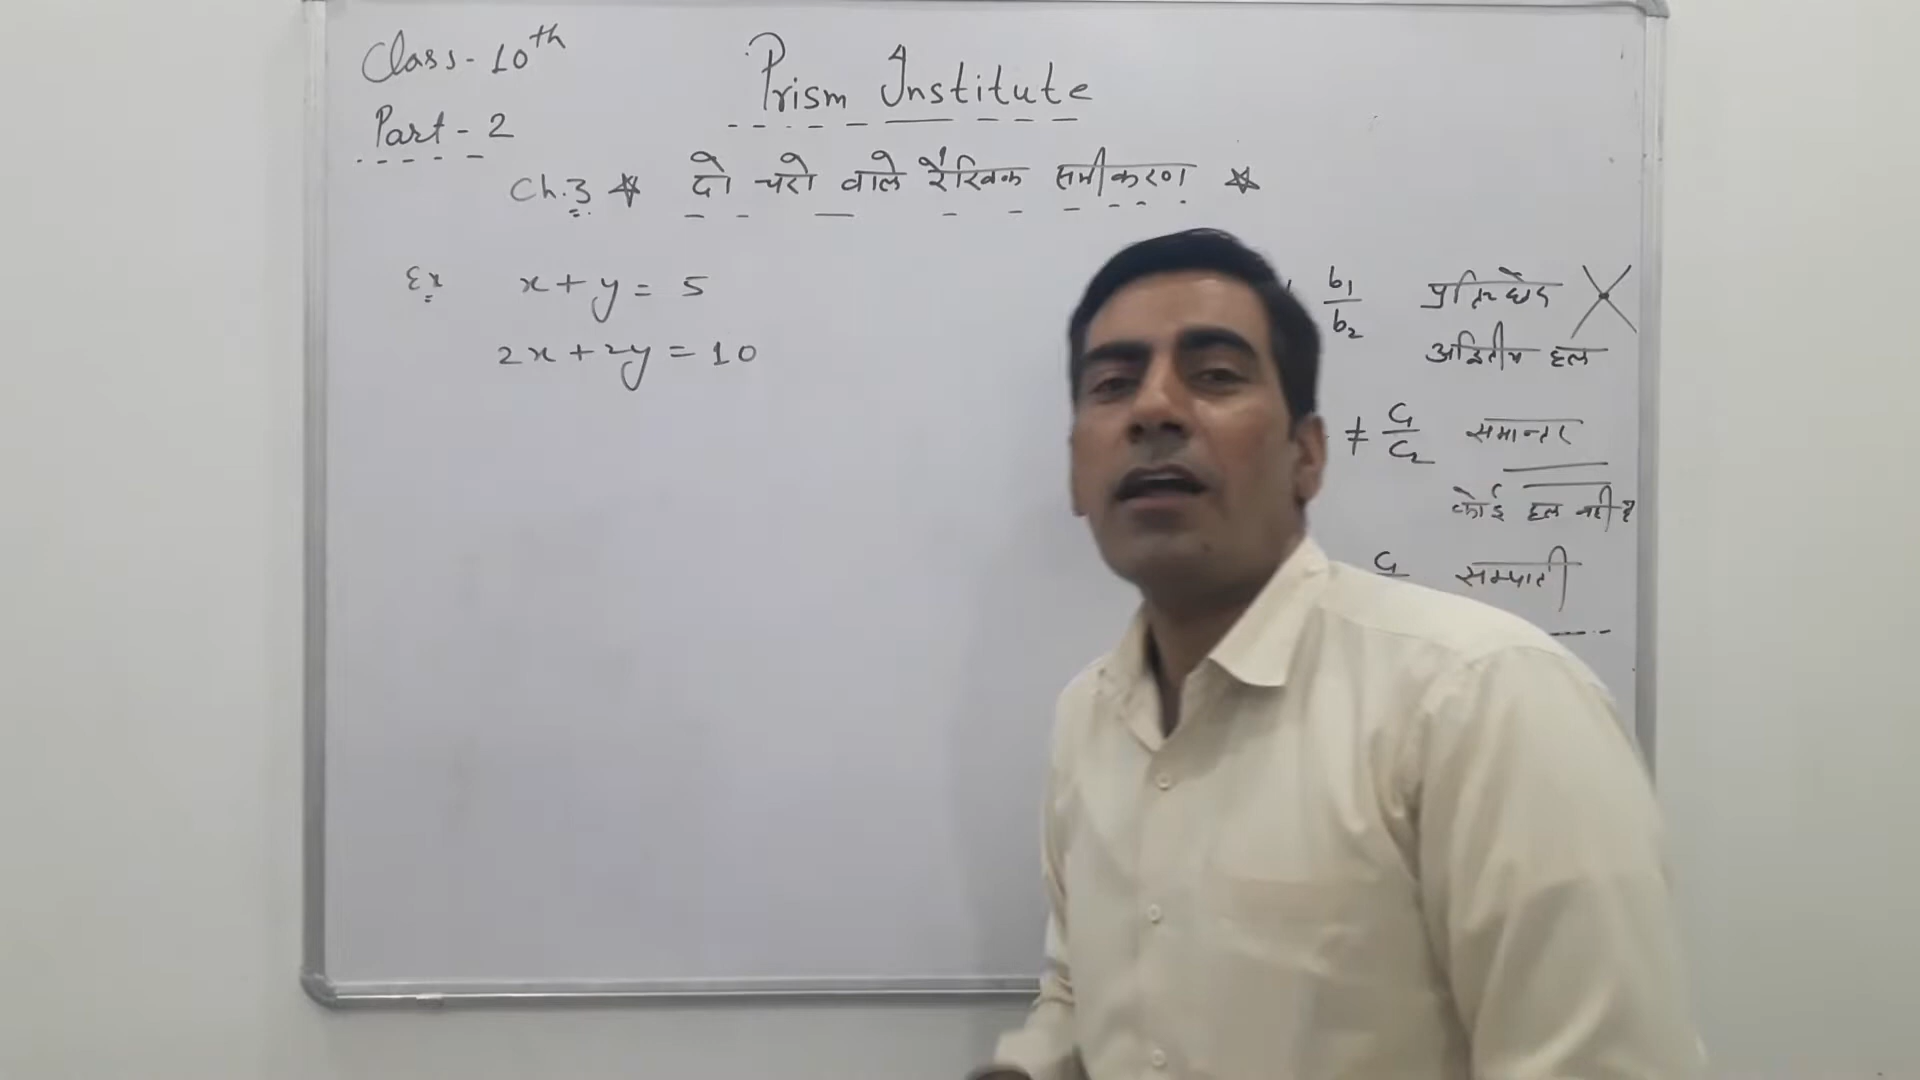 Class - 10th
Part - 2
Prism Institute
Ch.3 ☆ दो चरो वाले रैखिक समीकरण ☆
Ex x + y = 5
2x + 2y = 10
b1/b2 प्रतिच्छेद
अद्वितीय हल
≠ C1/C2 समान्तर
कोई हल नही है
C1 सम्पाती